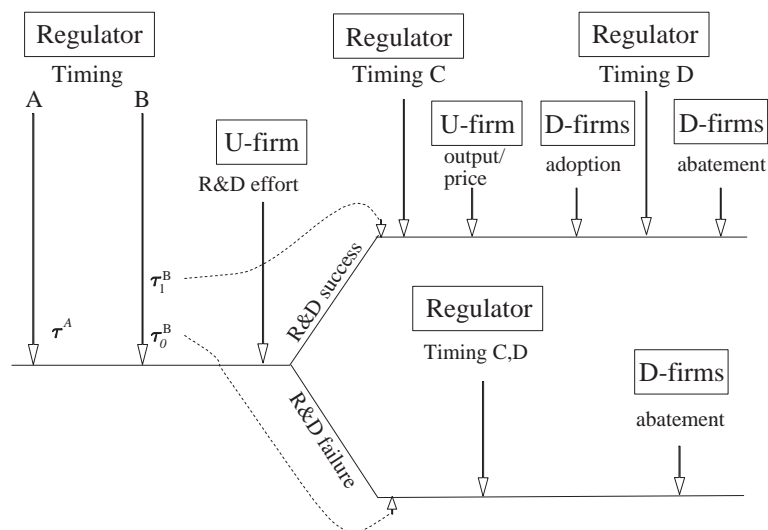 Regulator
Timing
A
B
U-firm
R&D effort
τ₁ᴮ
τᴬ
τ₀ᴮ
R&D success
R&D failure
Regulator
Timing C
U-firm
output/
price
D-firms
adoption
Regulator
Timing D
D-firms
abatement
Regulator
Timing C,D
D-firms
abatement